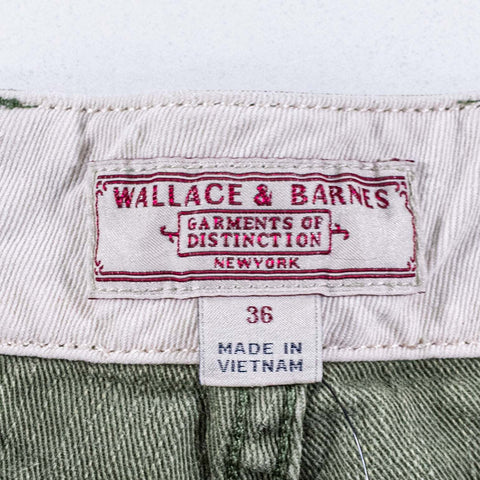 WALLACE & BARNES
GARMENTS OF
DISTINCTION
NEWYORK
36
MADE IN
VIETNAM